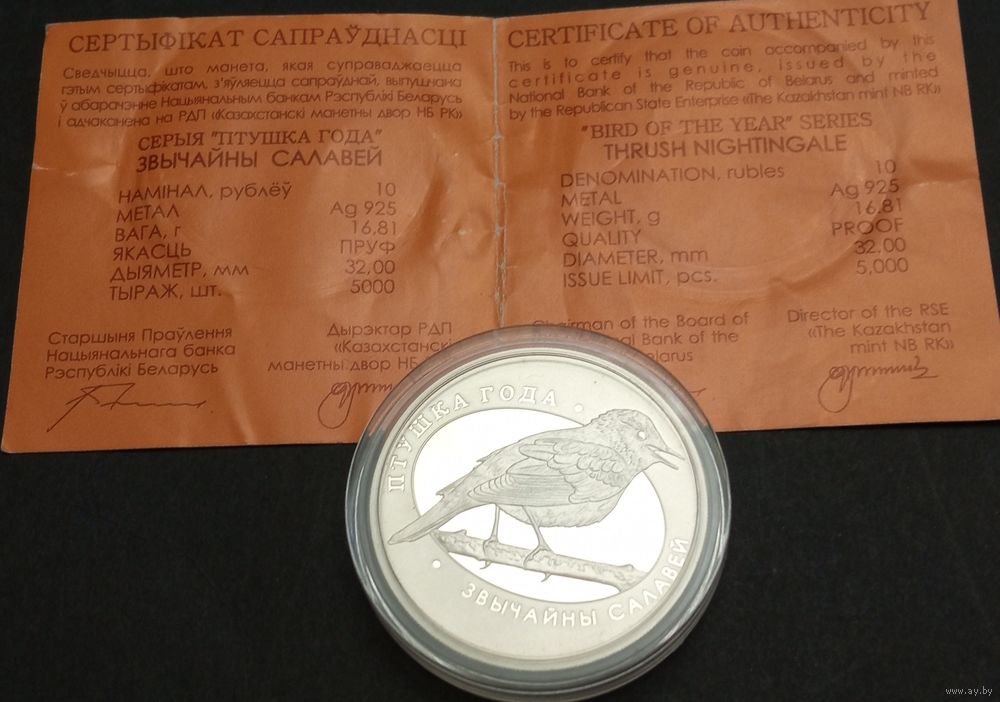 СЕРТЫФІКАТ САПРАЎДНАСЦІ
Сведчыцца, што манета, якая суправаджаецца
гэтым сертыфікатам, з'яўляецца сапраўднай, выпушчана
ў абарачэнне Нацыянальным банкам Рэспублікі Беларусь
і адчаканена на РДП «Казахстанскі манетны двор НБ РК»
СЕРЫЯ "ПТУШКА ГОДА"
ЗВЫЧАЙНЫ САЛАВЕЙ
НАМІНАЛ, рублёў 10
МЕТАЛ Ag 925
ВАГА, г 16,81
ЯКАСЦЬ ПРУФ
ДЫЯМЕТР, мм 32,00
ТЫРАЖ, шт. 5000
Старшыня Праўлення
Нацыянальнага банка
Рэспублікі Беларусь
Дырэктар РДП
«Казахстанскі
манетны двор НБ
CERTIFICATE OF AUTHENTICITY
This is to certify that the coin accompanied by this
certificate is genuine, issued by the
National Bank of the Republic of Belarus and minted
by the Republican State Enterprise «The Kazakhstan mint NB RK»
"BIRD OF THE YEAR" SERIES
THRUSH NIGHTINGALE
DENOMINATION, rubles 10
METAL Ag 925
WEIGHT, g 16.81
QUALITY PROOF
DIAMETER, mm 32.00
ISSUE LIMIT, pcs. 5,000
Chairman of the Board of
Bank of the
Belarus
Director of the RSE
«The Kazakhstan
mint NB RK»
ПТУШКА ГОДА
ЗВЫЧАЙНЫ САЛАВЕЙ
www.ay.by